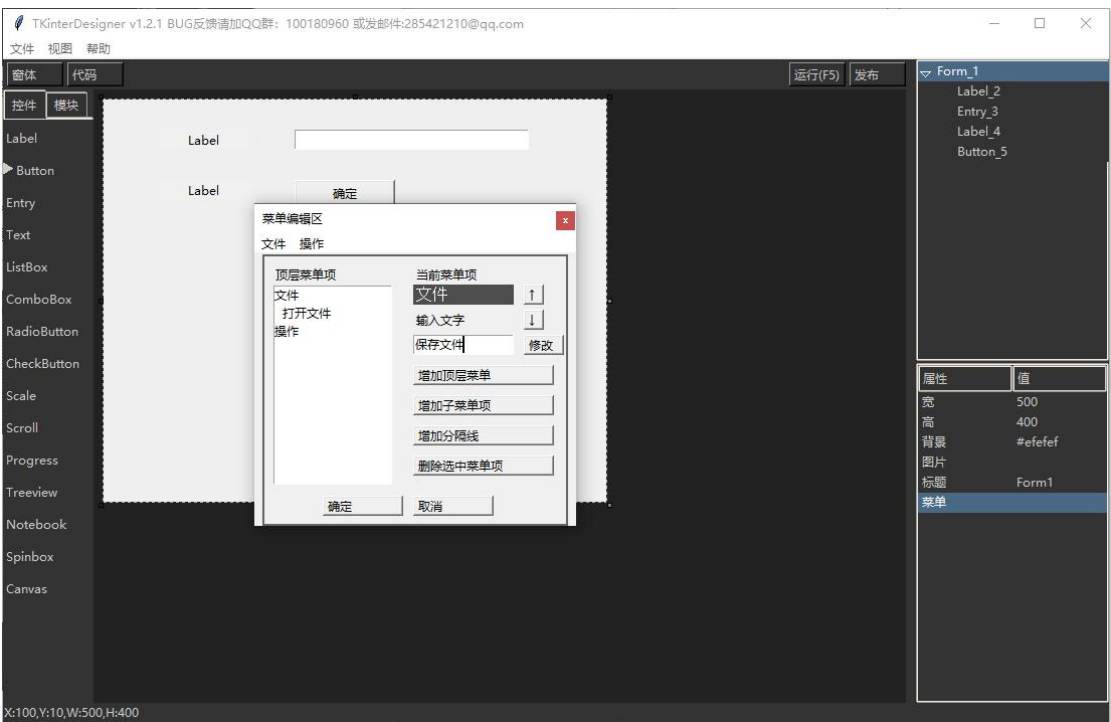 TKinterDesigner v1.2.1 BUG反馈请加QQ群：100180960 或发邮件:285421210@qq.com
文件 视图 帮助
窗体 代码 运行(F5) 发布
控件 模块
Label
Button
Entry
Text
ListBox
ComboBox
RadioButton
CheckButton
Scale
Scroll
Progress
Treeview
Notebook
Spinbox
Canvas
Label
Label 确定
菜单编辑区 x
文件 操作
顶层菜单项 当前菜单项
文件 文件 ↑
打开文件 输入文字 ↓
操作 保存文件 修改
增加顶层菜单
增加子菜单项
增加分隔线
删除选中菜单项
确定 取消
Form_1
Label_2
Entry_3
Label_4
Button_5
属性 值
宽 500
高 400
背景 #efefef
图片
标题 Form1
菜单
X:100,Y:10,W:500,H:400